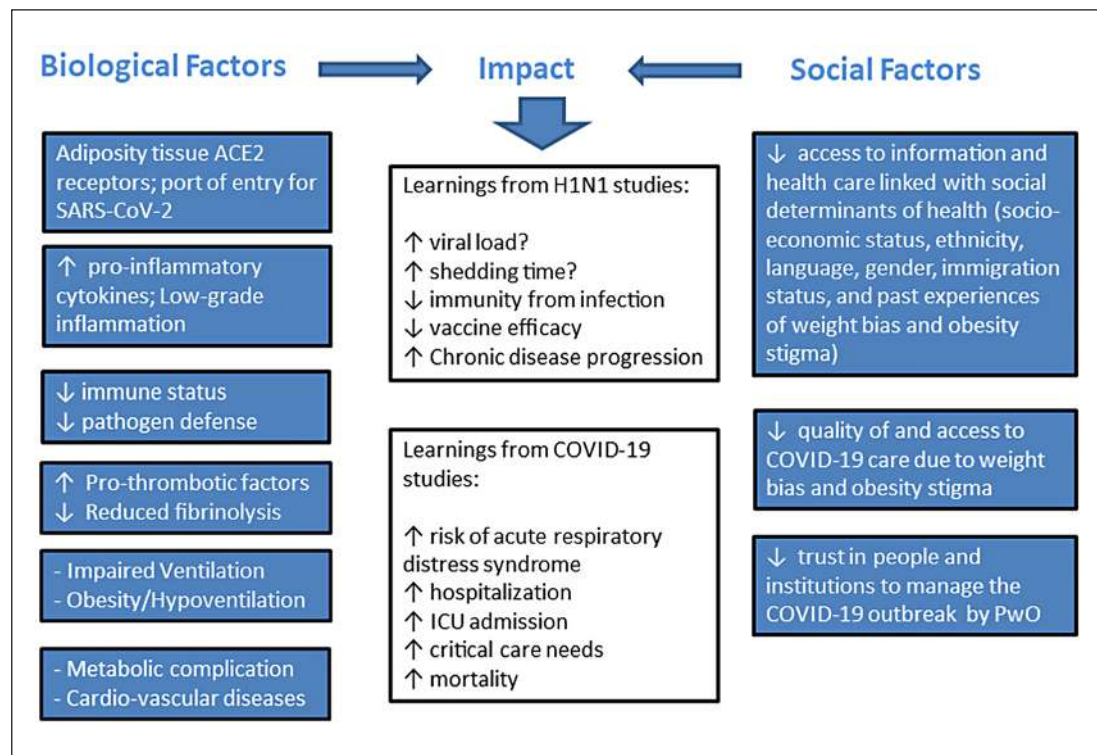 Biological Factors
Impact
Social Factors
Adiposity tissue ACE2
receptors; port of entry for
SARS-CoV-2
↑ pro-inflammatory
cytokines; Low-grade
inflammation
↓ immune status
↓ pathogen defense
↑ Pro-thrombotic factors
↓ Reduced fibrinolysis
- Impaired Ventilation
- Obesity/Hypoventilation
- Metabolic complication
- Cardio-vascular diseases
Learnings from H1N1 studies:
↑ viral load?
↑ shedding time?
↓ immunity from infection
↓ vaccine efficacy
↑ Chronic disease progression
Learnings from COVID-19
studies:
↑ risk of acute respiratory
distress syndrome
↑ hospitalization
↑ ICU admission
↑ critical care needs
↑ mortality
↓ access to information and
health care linked with social
determinants of health (socio-
economic status, ethnicity,
language, gender, immigration
status, and past experiences
of weight bias and obesity
stigma)
↓ quality of and access to
COVID-19 care due to weight
bias and obesity stigma
↓ trust in people and
institutions to manage the
COVID-19 outbreak by PwO